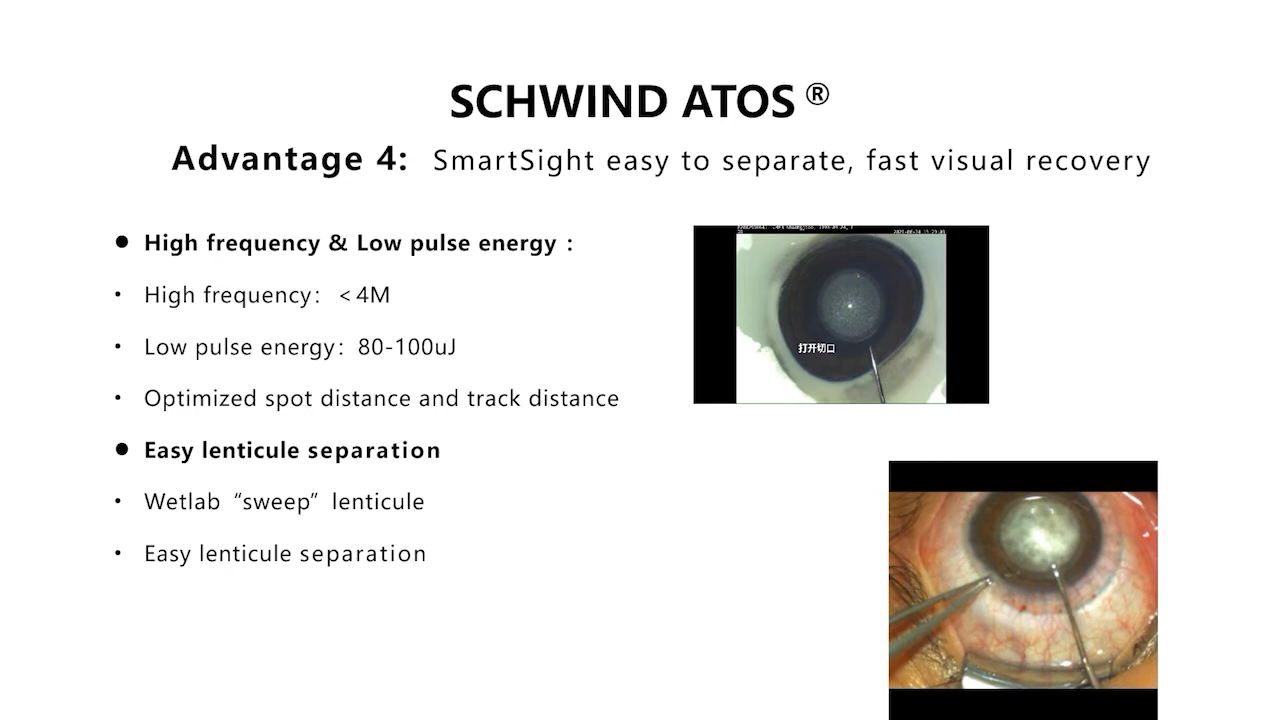 SCHWIND ATOS ®
Advantage 4: SmartSight easy to separate, fast visual recovery
● High frequency & Low pulse energy：
• High frequency：＜4M
• Low pulse energy：80-100uJ
• Optimized spot distance and track distance
● Easy lenticule separation
• Wetlab “sweep” lenticule
• Easy lenticule separation
打开切口